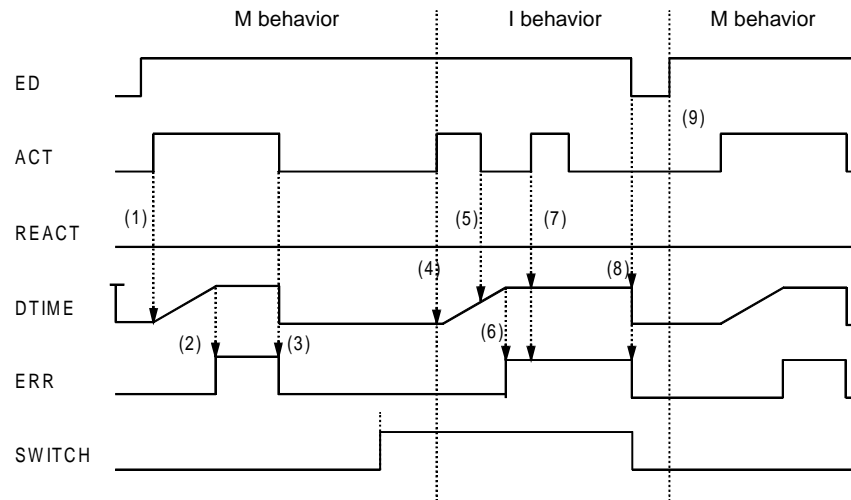 M behavior I behavior M behavior
ED
(9)
ACT
(1) (5) (7)
REACT
(4) (8)
DTIME
(2) (3) (6)
ERR
SWITCH